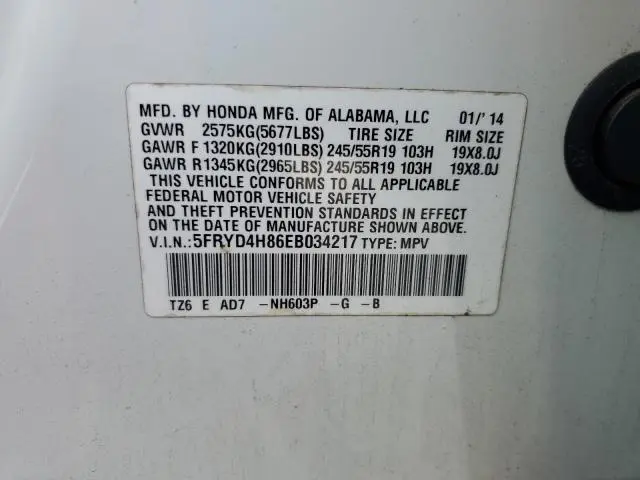 MFD. BY HONDA MFG. OF ALABAMA, LLC 01/'14
GVWR 2575KG(5677LBS) TIRE SIZE RIM SIZE
GAWR F 1320KG(2910LBS) 245/55R19 103H 19X8.0J
GAWR R1345KG(2965LBS) 245/55R19 103H 19X8.0J
THIS VEHICLE CONFORMS TO ALL APPLICABLE
FEDERAL MOTOR VEHICLE SAFETY
AND THEFT PREVENTION STANDARDS IN EFFECT
ON THE DATE OF MANUFACTURE SHOWN ABOVE.
V.I.N.:5FRYD4H86EB034217 TYPE: MPV
TZ6 E AD7 -NH603P -G -B